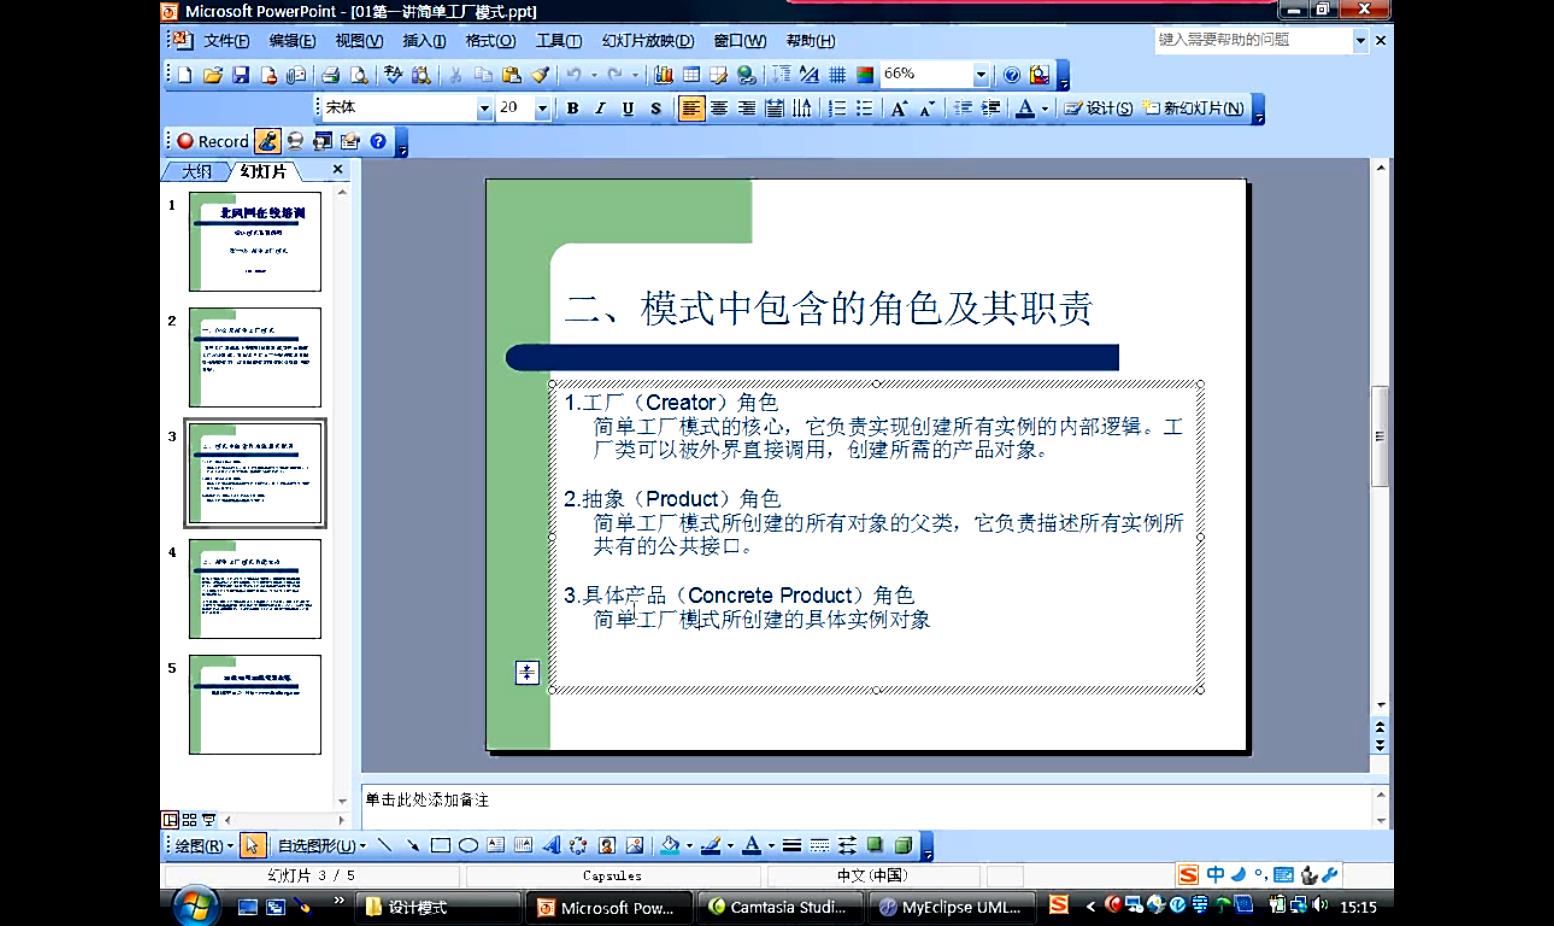 Microsoft PowerPoint - [01第一讲简单工厂模式.ppt]
文件(F) 编辑(E) 视图(V) 插入(I) 格式(O) 工具(T) 幻灯片放映(D) 窗口(W) 帮助(H) 键入需要帮助的问题
66%
宋体 20 B I U S A A A 设计(S) 新幻灯片(N)
Record
大纲 幻灯片
1
北风网在线培训
2
3
4
5
二、模式中包含的角色及其职责
1.工厂（Creator）角色
简单工厂模式的核心，它负责实现创建所有实例的内部逻辑。工
厂类可以被外界直接调用，创建所需的产品对象。
2.抽象（Product）角色
简单工厂模式所创建的所有对象的父类，它负责描述所有实例所
共有的公共接口。
3.具体产品（Concrete Product）角色
简单工厂模式所创建的具体实例对象
单击此处添加备注
绘图(R) 自选图形(U)
幻灯片 3 / 5 Capsules 中文(中国)
中
设计模式 Microsoft Pow... Camtasia Studi... MyEclipse UML... 15:15